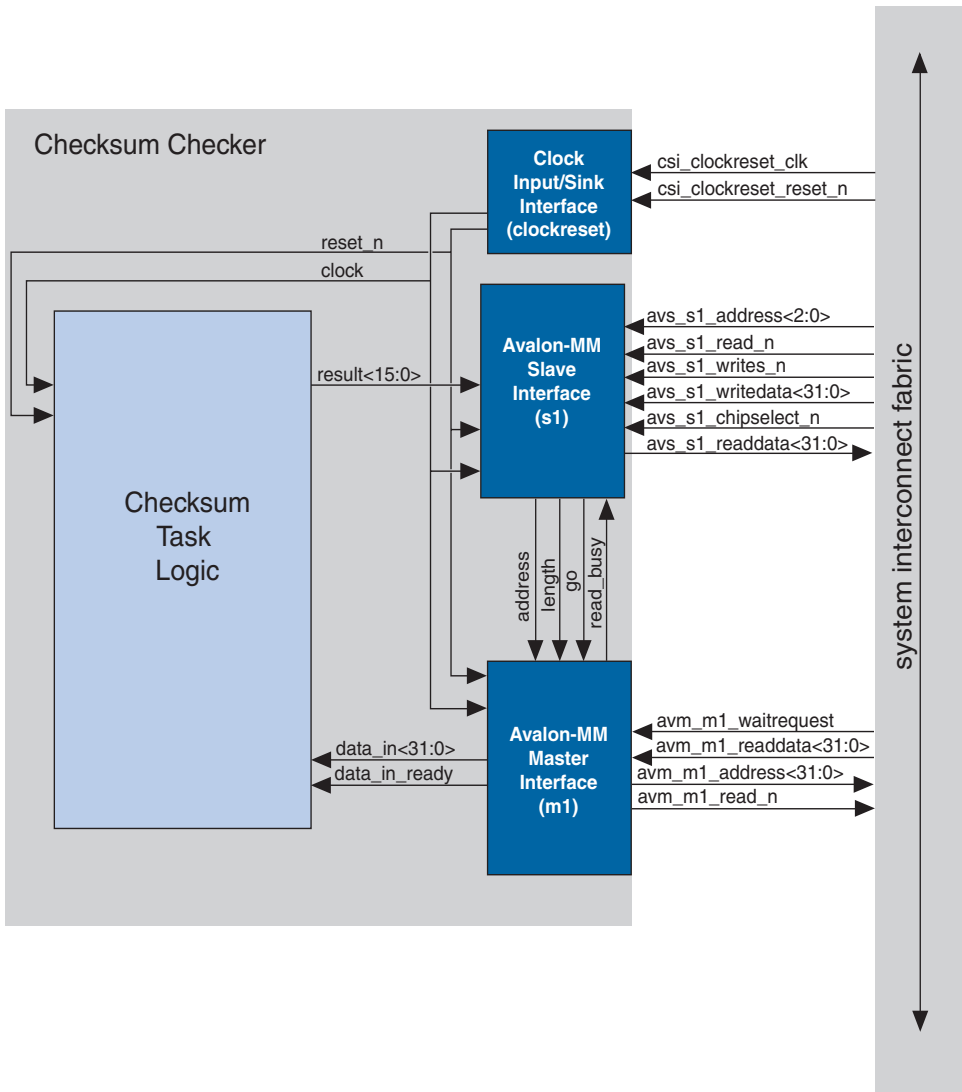 Checksum Checker
Clock
Input/Sink
Interface
(clockreset)
csi_clockreset_clk
csi_clockreset_reset_n
reset_n
clock
result<15:0>
Avalon-MM
Slave
Interface
(s1)
avs_s1_address<2:0>
avs_s1_read_n
avs_s1_writes_n
avs_s1_writedata<31:0>
avs_s1_chipselect_n
avs_s1_readdata<31:0>
Checksum
Task
Logic
address
length
go
read_busy
system interconnect fabric
data_in<31:0>
data_in_ready
Avalon-MM
Master
Interface
(m1)
avm_m1_waitrequest
avm_m1_readdata<31:0>
avm_m1_address<31:0>
avm_m1_read_n